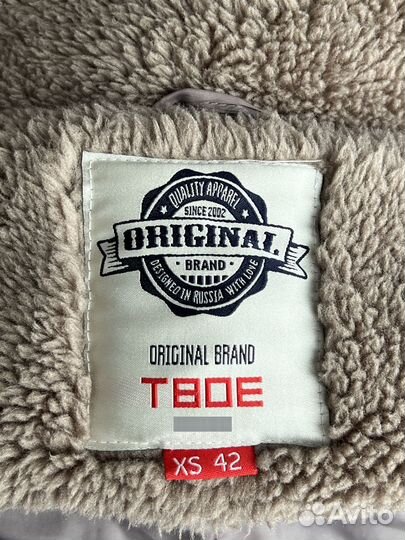 QUALITY APPAREL
SINCE 2002
ORIGINAL
BRAND
DESIGNED IN RUSSIA WITH LOVE
ORIGINAL BRAND
ТВОЕ
XS 42
Avito